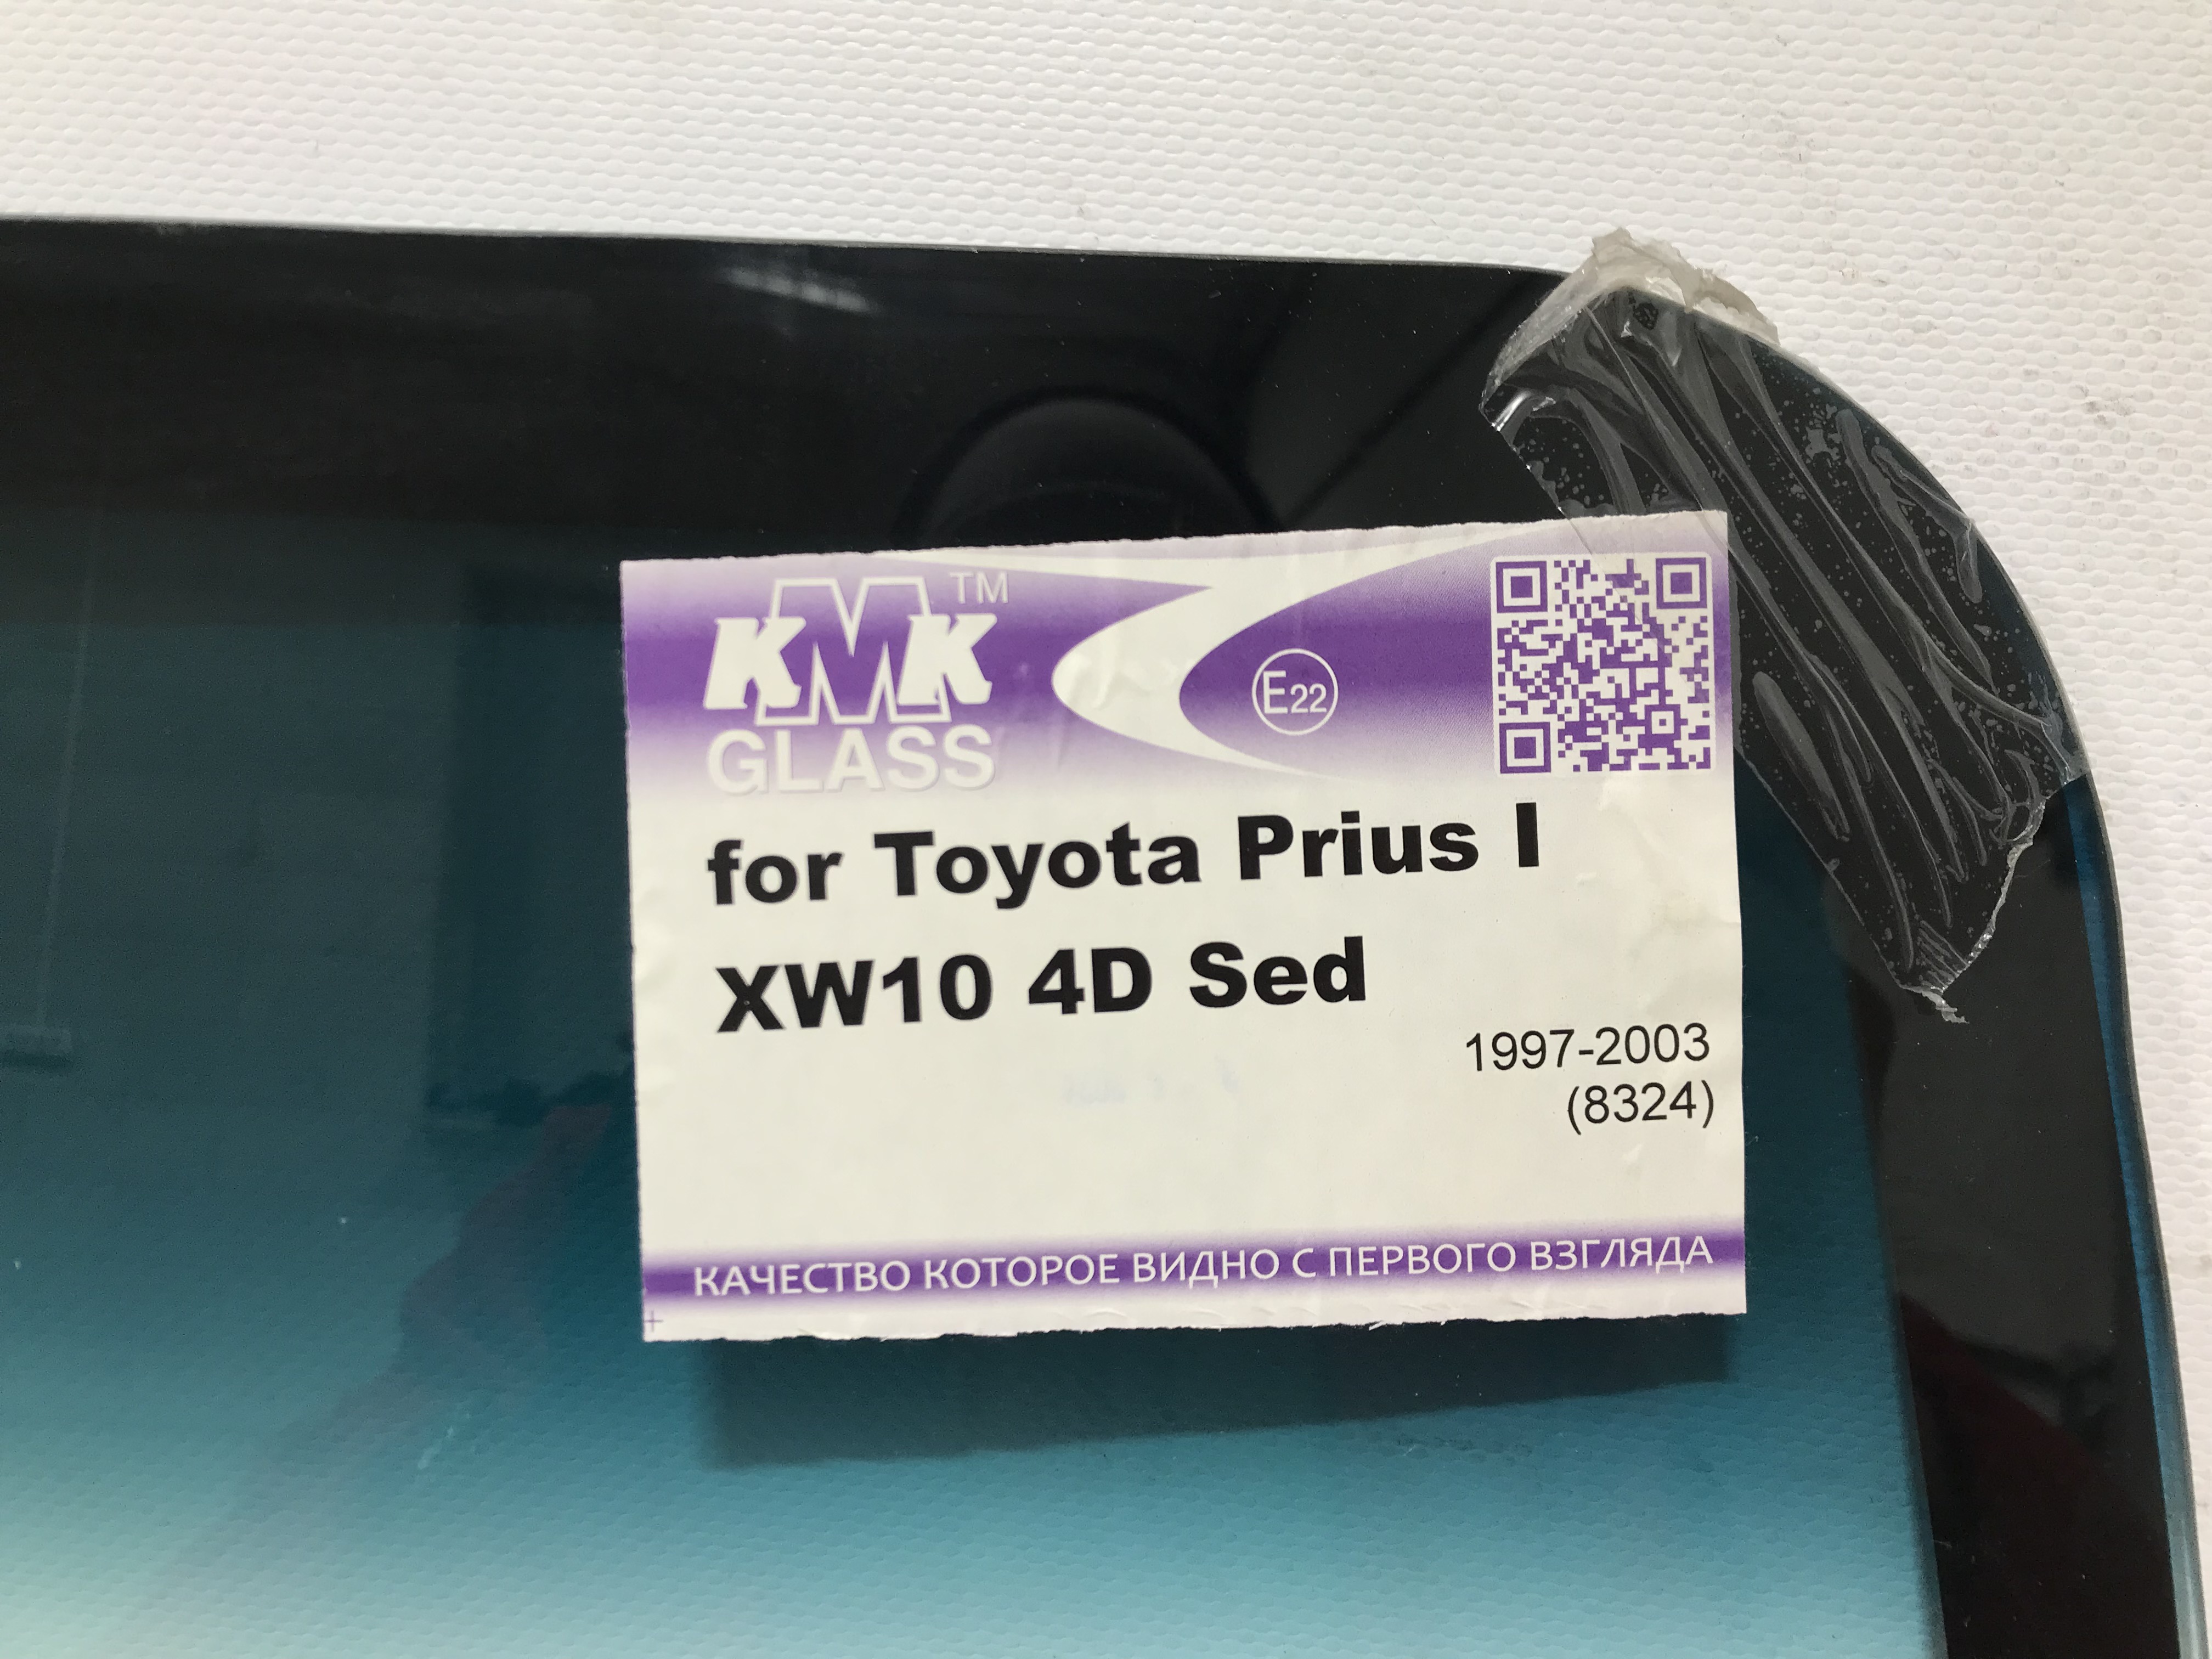 KMK TM
GLASS
E22
for Toyota Prius I
XW10 4D Sed
1997-2003
(8324)
КАЧЕСТВО КОТОРОЕ ВИДНО С ПЕРВОГО ВЗГЛЯДА